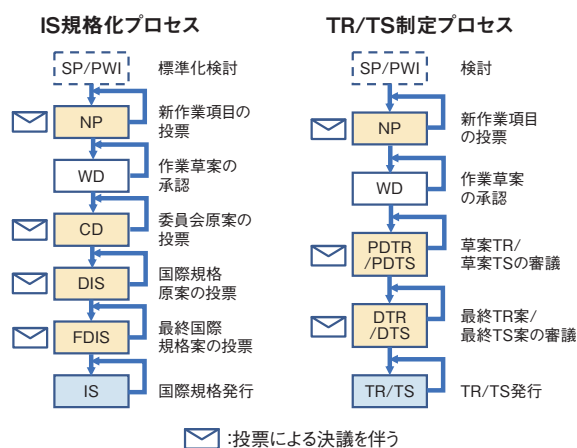 IS規格化プロセス
SP/PWI
標準化検討
NP
新作業項目の
投票
WD
作業草案の
承認
CD
委員会原案の
投票
DIS
国際規格
原案の投票
FDIS
最終国際
規格案の投票
IS
国際規格発行
TR/TS制定プロセス
SP/PWI
検討
NP
新作業項目
の投票
WD
作業草案
の承認
PDTR
/PDTS
草案TR/
草案TSの審議
DTR
/DTS
最終TR案/
最終TS案の審議
TR/TS
TR/TS発行
:投票による決議を伴う